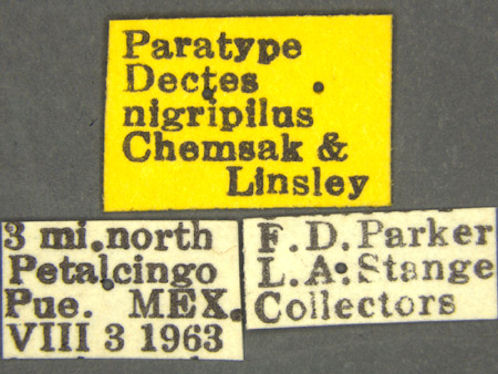 Paratype
Dectes
nigripilus
Chemsak &
Linsley
3 mi.north
Petalcingo
Pue. MEX.
VIII 3 1963
F.D.Parker
L.A.Stange
Collectors